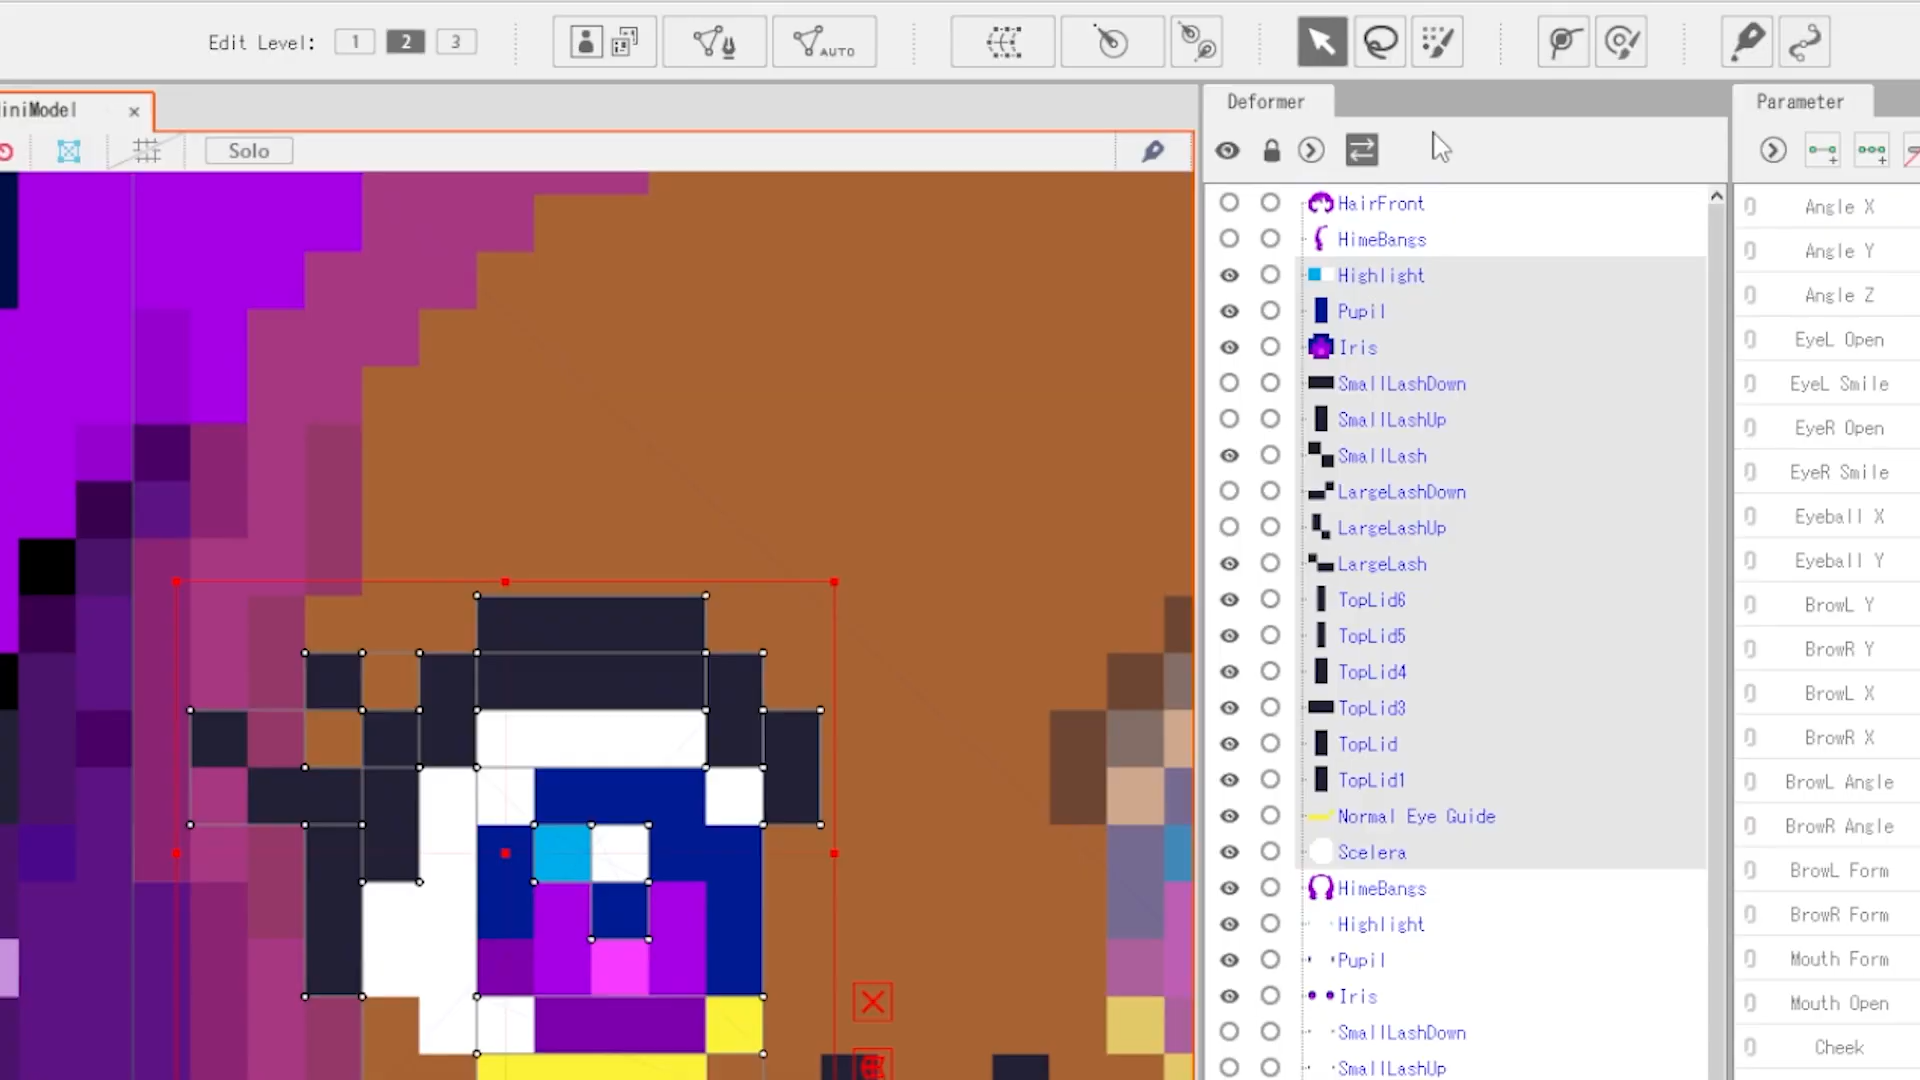 Edit Level: 1 2 3
AUTO
iniModel ×
Solo
Deformer
HairFront
HimeBangs
Highlight
Pupil
Iris
SmallLashDown
SmallLashUp
SmallLash
LargeLashDown
LargeLashUp
LargeLash
TopLid6
TopLid5
TopLid4
TopLid3
TopLid
TopLid1
Normal Eye Guide
Scelera
HimeBangs
Highlight
Pupil
Iris
SmallLashDown
SmallLashUp
Parameter
Angle X
Angle Y
Angle Z
EyeL Open
EyeL Smile
EyeR Open
EyeR Smile
Eyeball X
Eyeball Y
BrowL Y
BrowR Y
BrowL X
BrowR X
BrowL Angle
BrowR Angle
BrowL Form
BrowR Form
Mouth Form
Mouth Open
Cheek